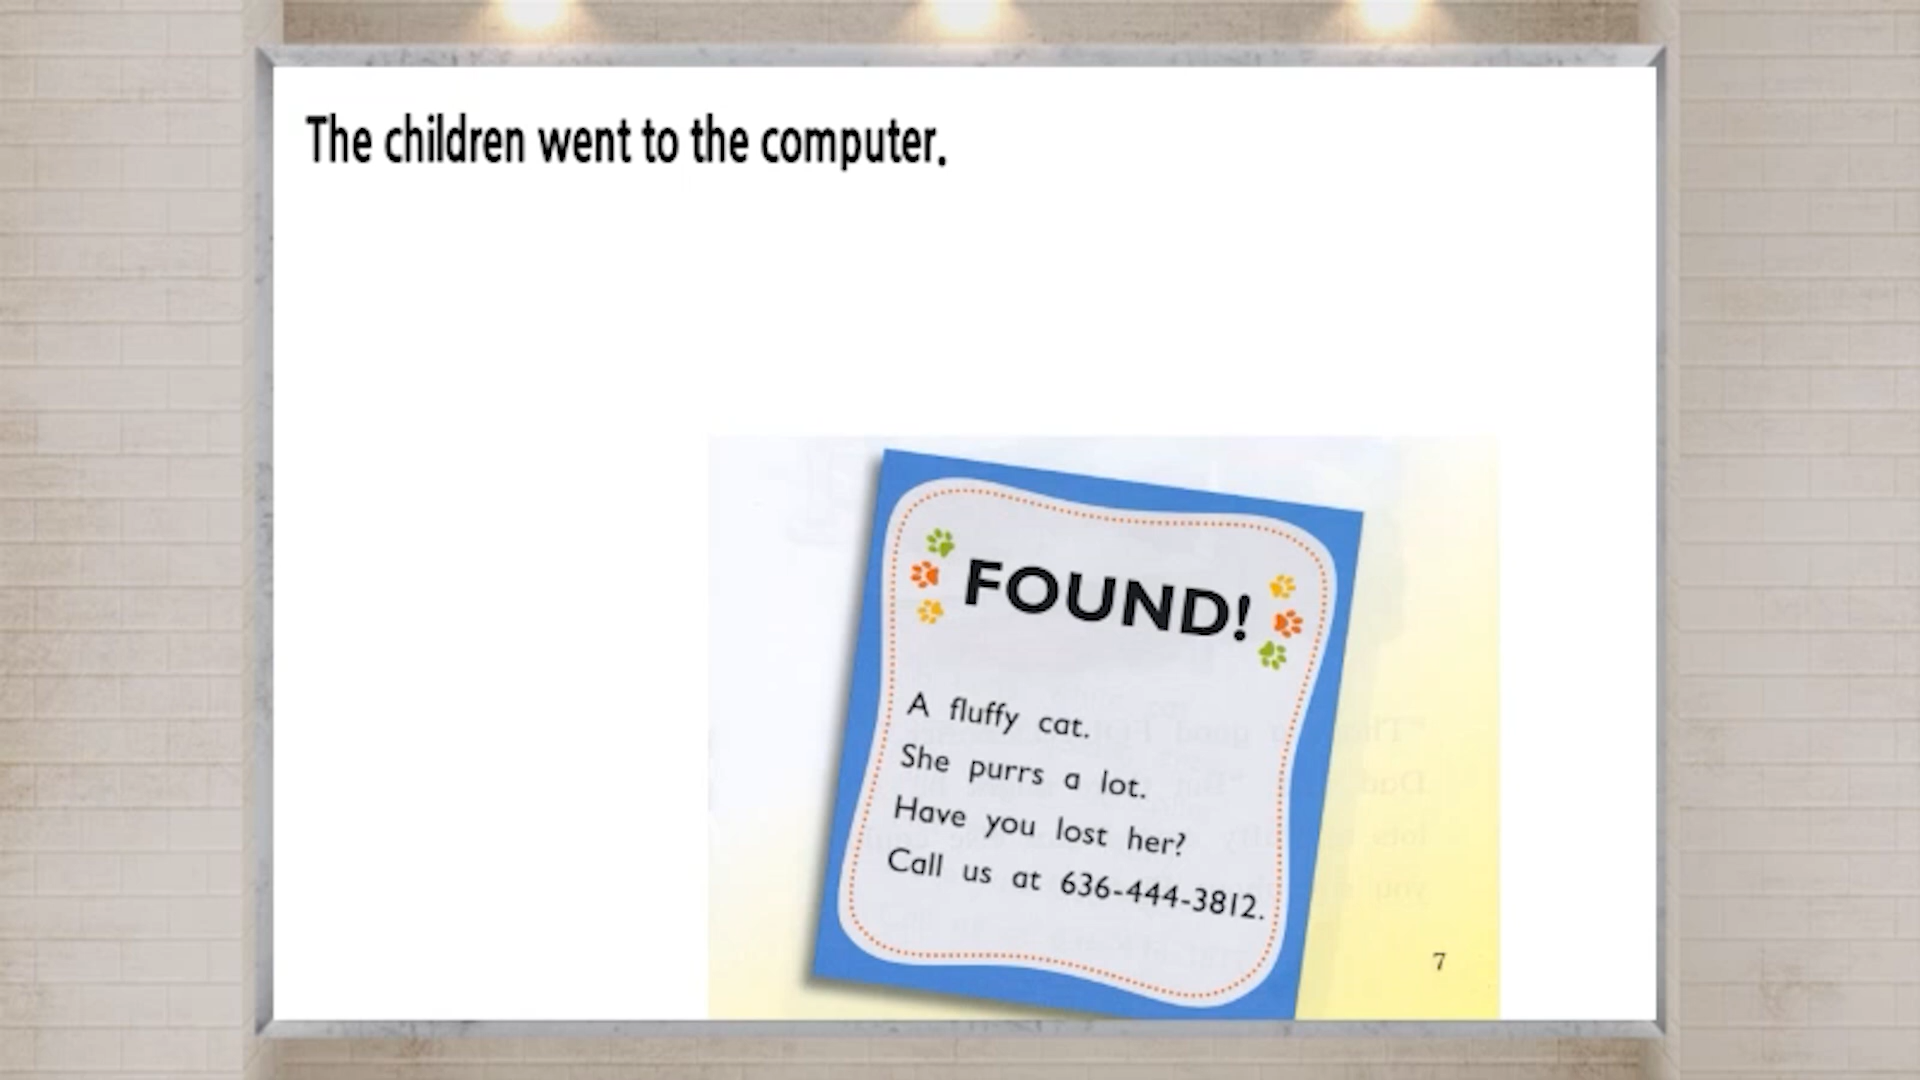 The children went to the computer.
FOUND!
A fluffy cat.
She purrs a lot.
Have you lost her?
Call us at 636-444-3812.
7